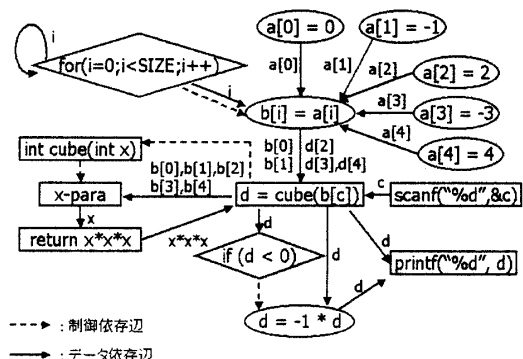 a[0] = 0
a[1] = -1
i
for(i=0;i<SIZE;i++)
a[0]
a[1]
a[2]
a[2] = 2
i
b[i] = a[i]
a[3]
a[3] = -3
a[4]
a[4] = 4
b[0]
d[2]
b[1]
d[3],d[4]
int cube(int x)
b[0],b[1],b[2]
b[3],b[4]
x-para
d = cube(b[c])
c
scanf("%d",&c)
x
return x*x*x
x*x*x
d
if (d < 0)
d
d
printf("%d", d)
d
d = -1 * d
: 制御依存辺
: データ依存辺